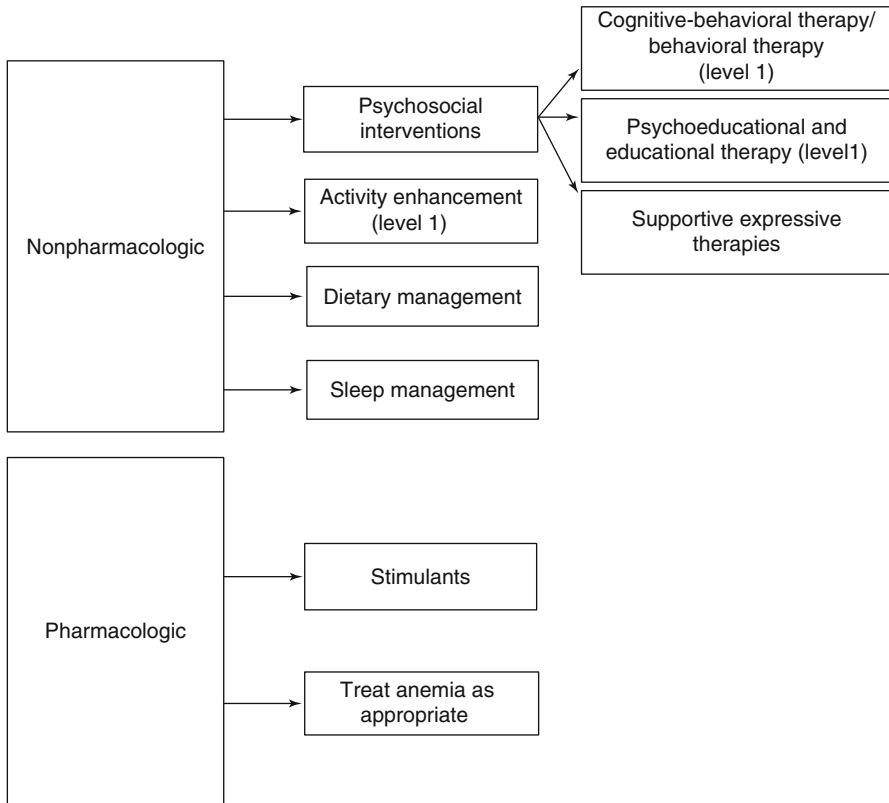 Nonpharmacologic
Psychosocial
interventions
Cognitive-behavioral therapy/
behavioral therapy
(level 1)
Psychoeducational and
educational therapy (level1)
Supportive expressive
therapies
Activity enhancement
(level 1)
Dietary management
Sleep management
Pharmacologic
Stimulants
Treat anemia as
appropriate